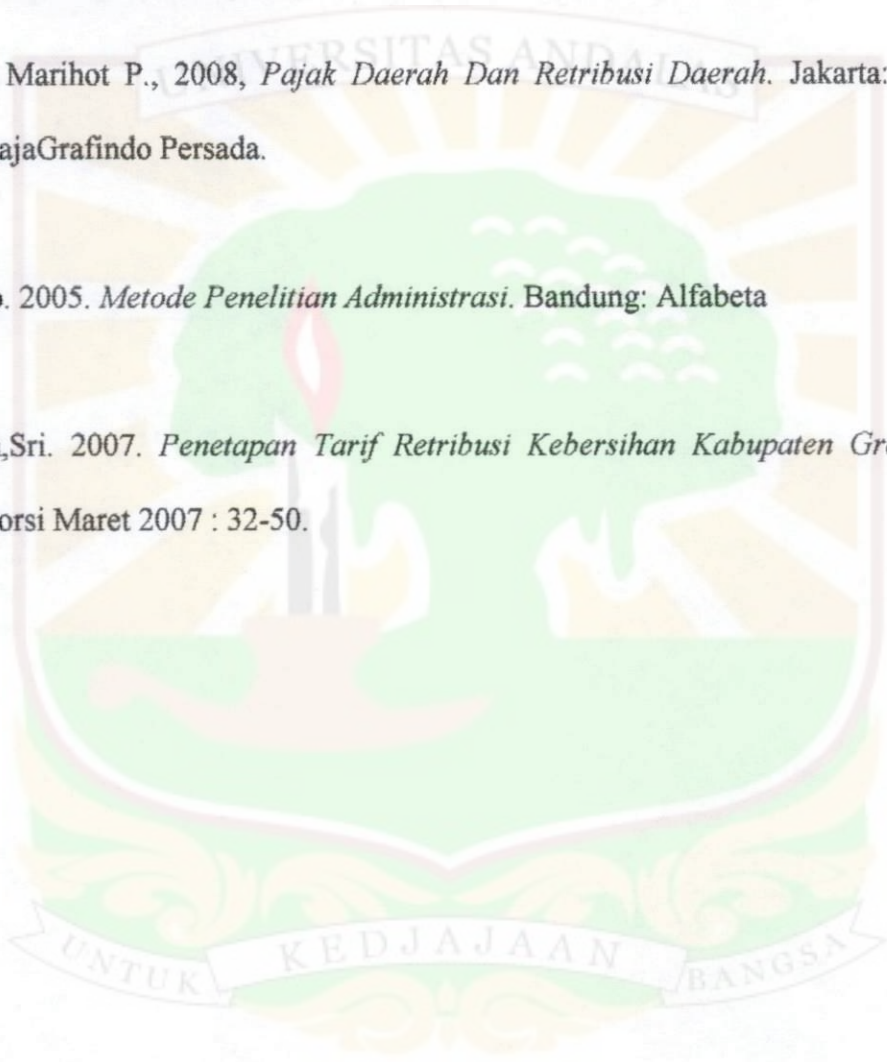 UNIVERSITAS ANDALAS
Marihot P., 2008, Pajak Daerah Dan Retribusi Daerah. Jakarta:
ajaGrafindo Persada.
. 2005. Metode Penelitian Administrasi. Bandung: Alfabeta
,Sri. 2007. Penetapan Tarif Retribusi Kebersihan Kabupaten Gr
orsi Maret 2007 : 32-50.
UNTUK KEDJAJAAN BANGSA